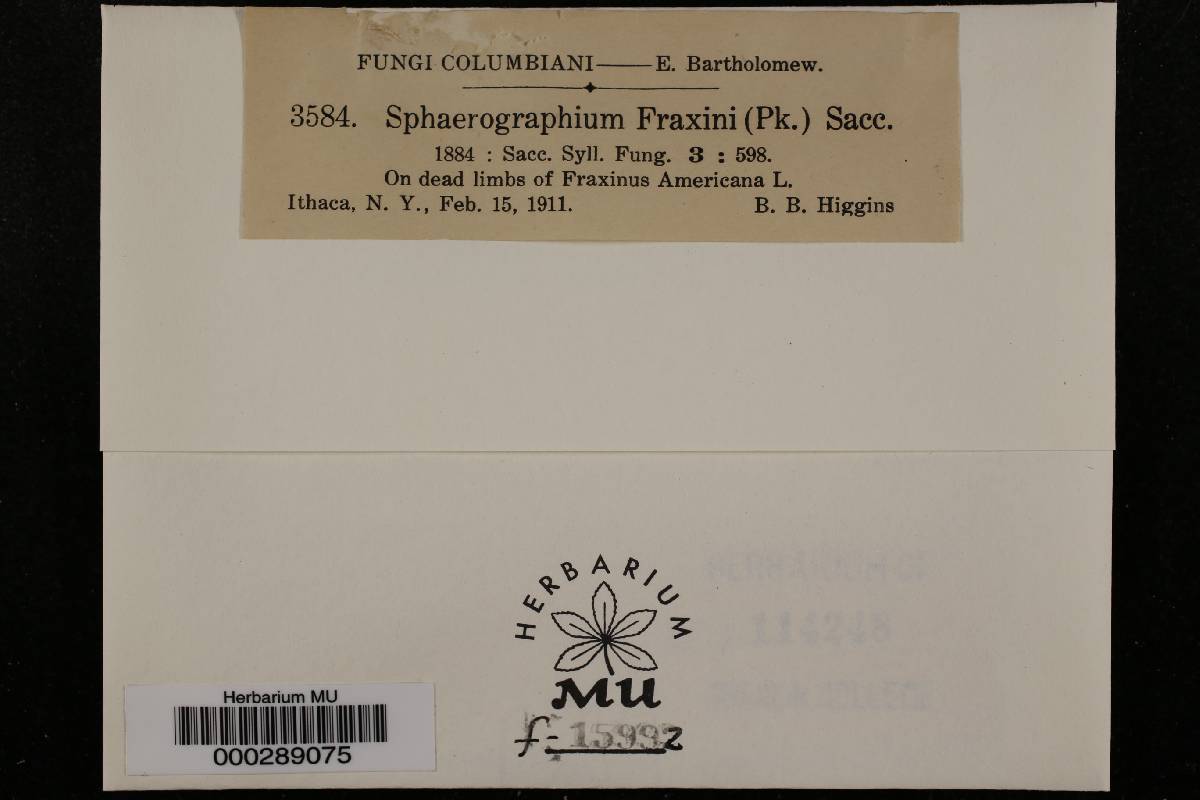 FUNGI COLUMBIANI——E. Bartholomew.
3584. Sphaerographium Fraxini (Pk.) Sacc.
1884 : Sacc. Syll. Fung. 3 : 598.
On dead limbs of Fraxinus Americana L.
Ithaca, N. Y., Feb. 15, 1911. B. B. Higgins
114248
HERBARIUM
MU
f-15992
Herbarium MU
000289075